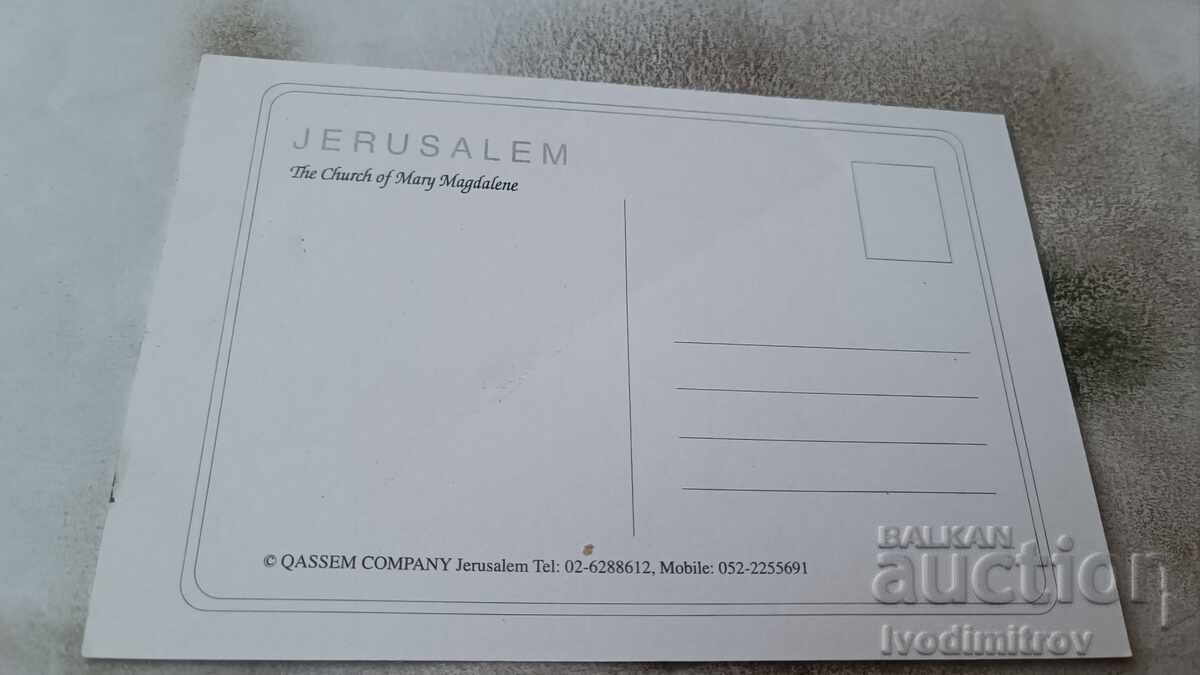 JERUSALEM
The Church of Mary Magdalene
© QASSEM COMPANY Jerusalem Tel: 02-6288612, Mobile: 052-2255691
BALKAN
auction
Ivodimitrov